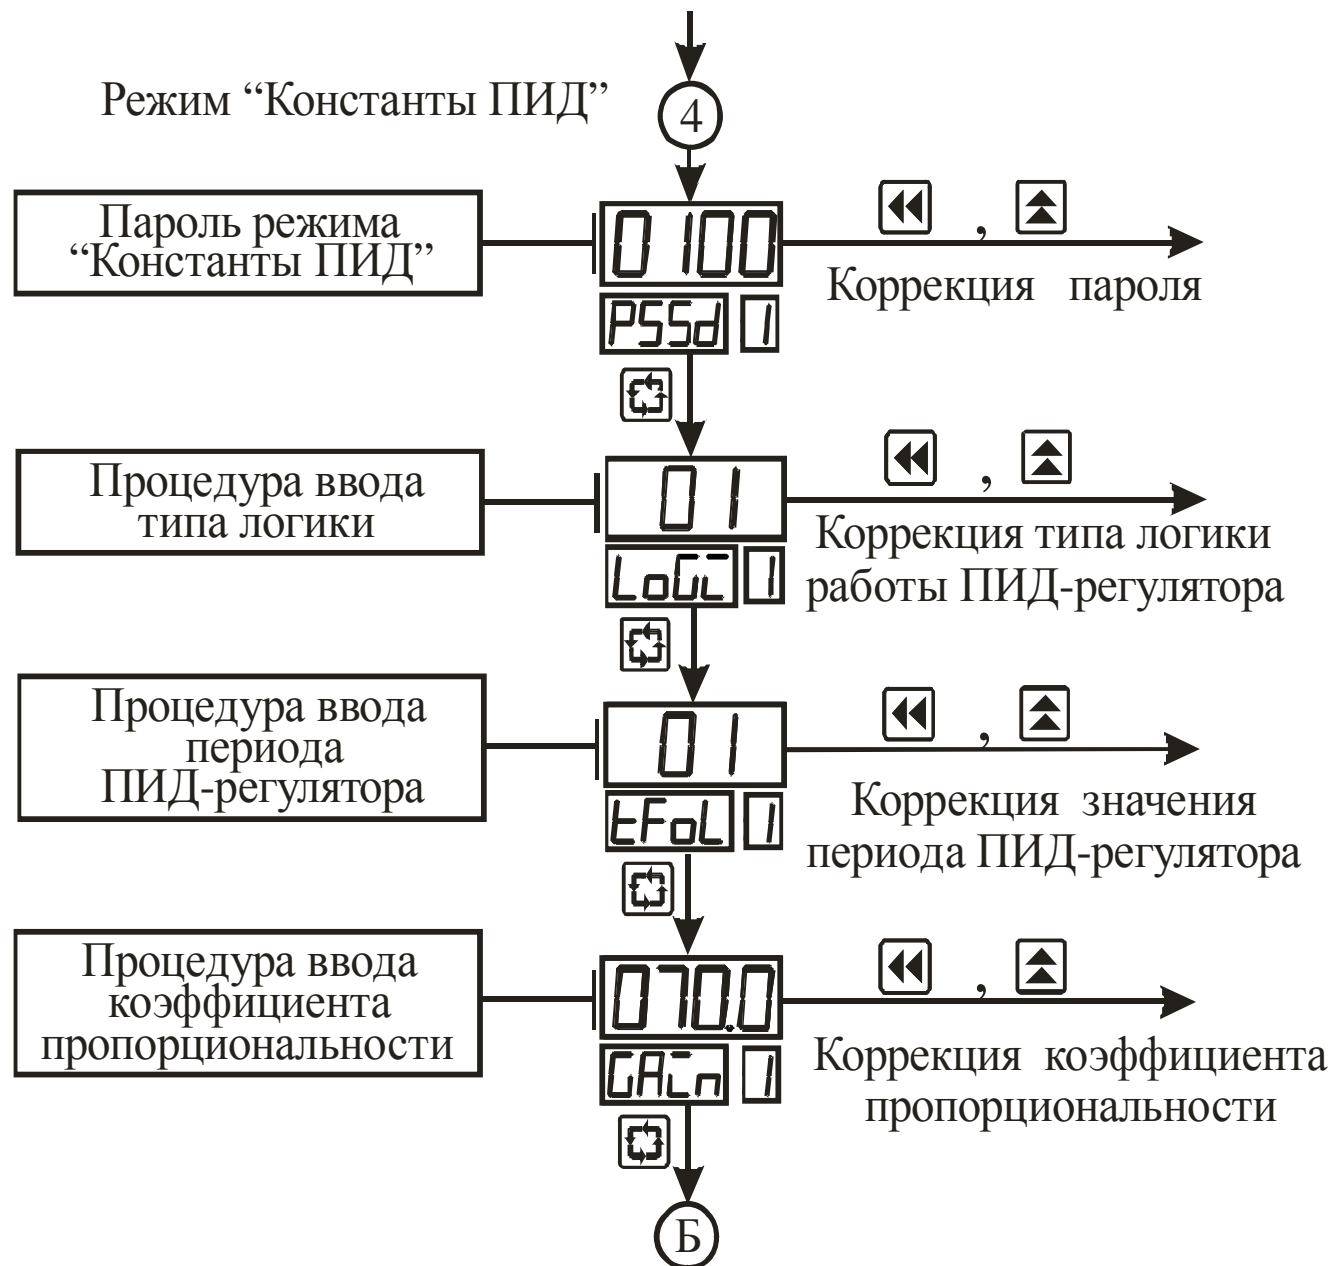 Режим “Константы ПИД”
4
Пароль режима
“Константы ПИД”
0100
,
Коррекция пароля
PSSd 1
Процедура ввода
типа логики
01
,
Коррекция типа логики
работы ПИД-регулятора
LoGi 1
Процедура ввода
периода
ПИД-регулятора
01
,
Коррекция значения
периода ПИД-регулятора
tFoL 1
Процедура ввода
коэффициента
пропорциональности
070.0
,
Коррекция коэффициента
пропорциональности
GAin 1
Б